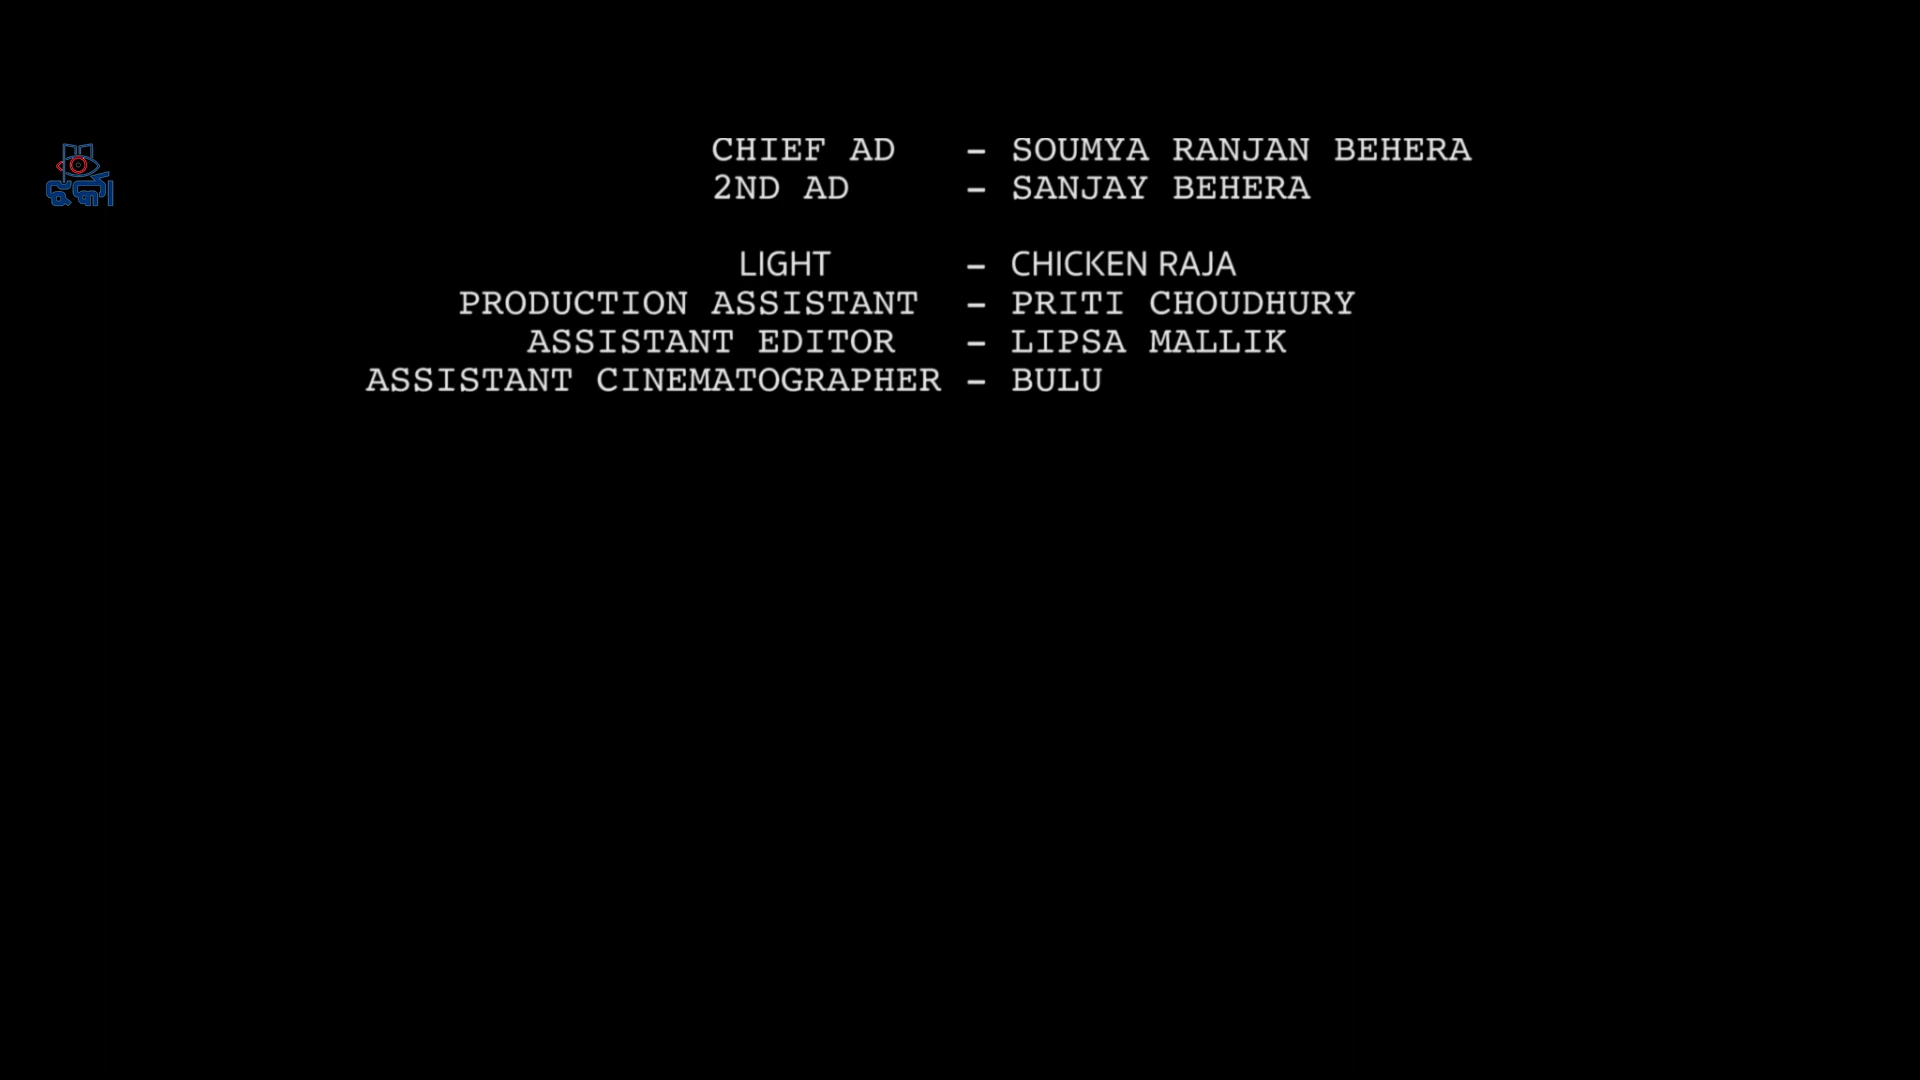 CHIEF AD - SOUMYA RANJAN BEHERA
2ND AD - SANJAY BEHERA
LIGHT - CHICKEN RAJA
PRODUCTION ASSISTANT - PRITI CHOUDHURY
ASSISTANT EDITOR - LIPSA MALLIK
ASSISTANT CINEMATOGRAPHER - BULU